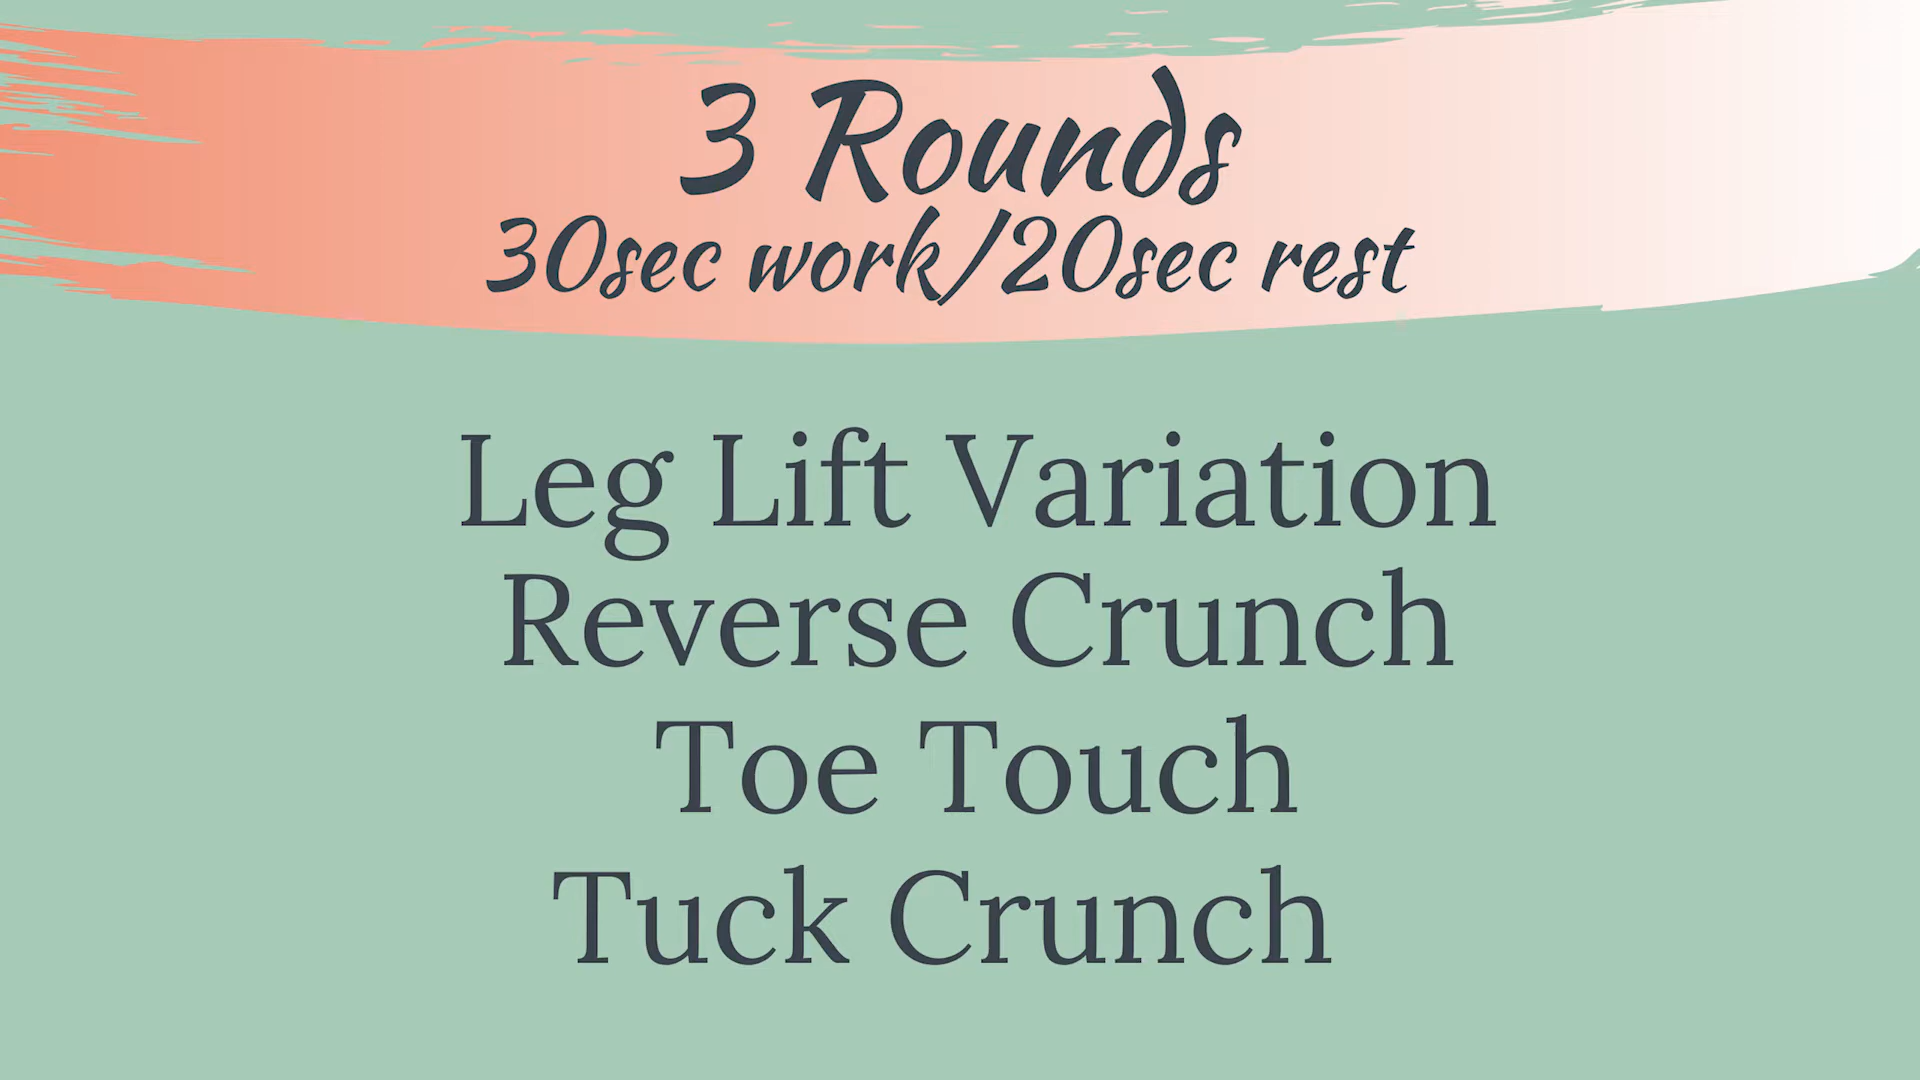 3 Rounds
30sec work/20sec rest
Leg Lift Variation
Reverse Crunch
Toe Touch
Tuck Crunch